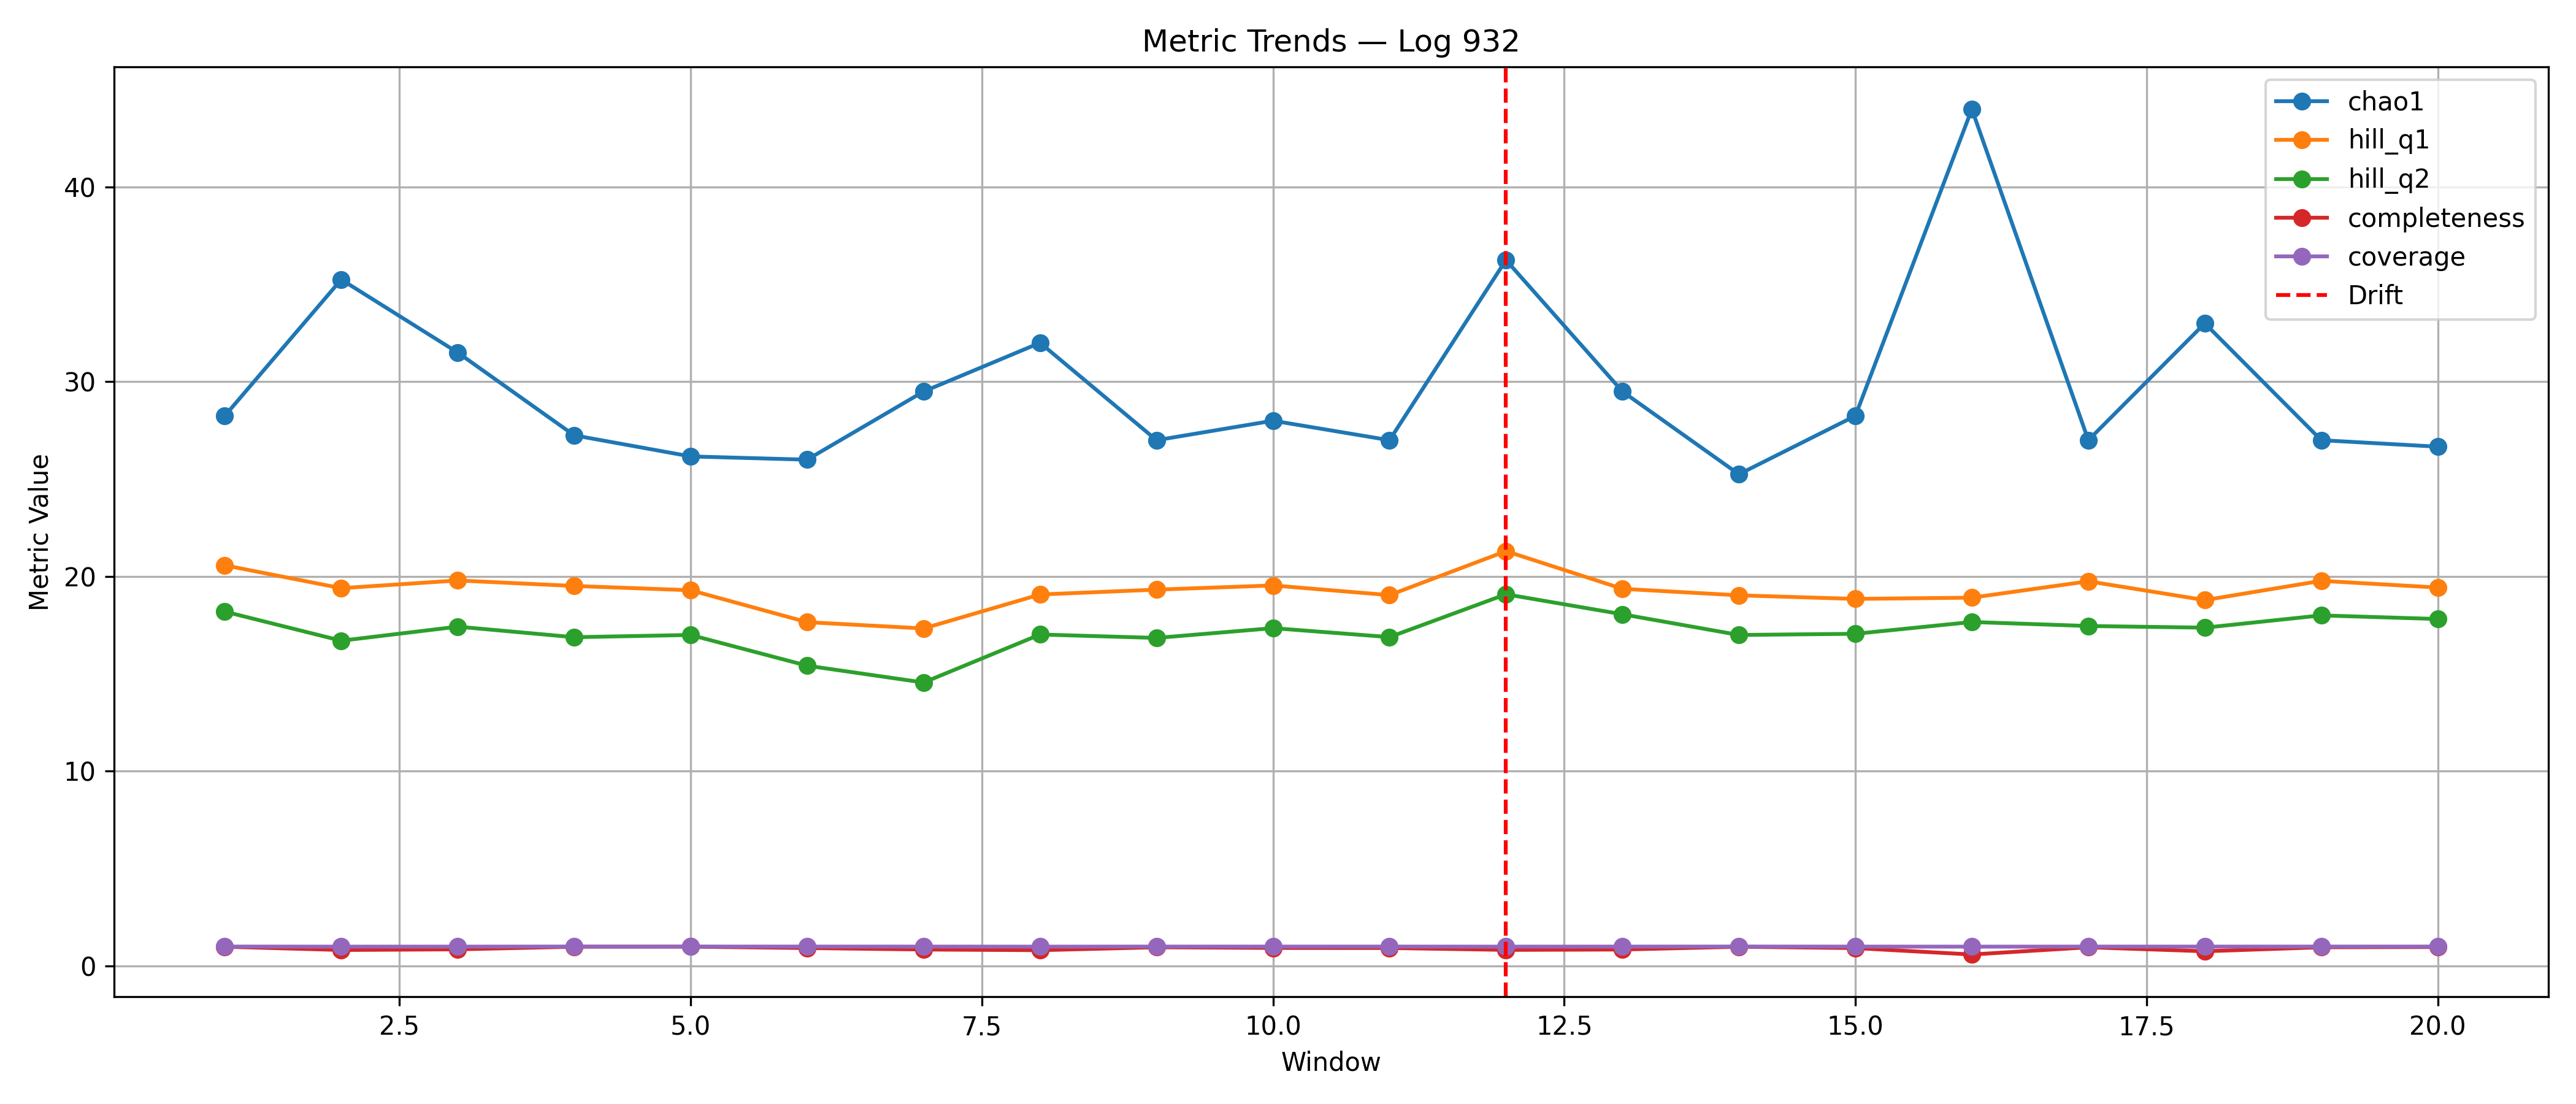 Metric Trends — Log 932
chao1
hill_q1
hill_q2
completeness
coverage
Drift
Metric Value
40
30
20
10
0
2.5 5.0 7.5 10.0 12.5 15.0 17.5 20.0
Window